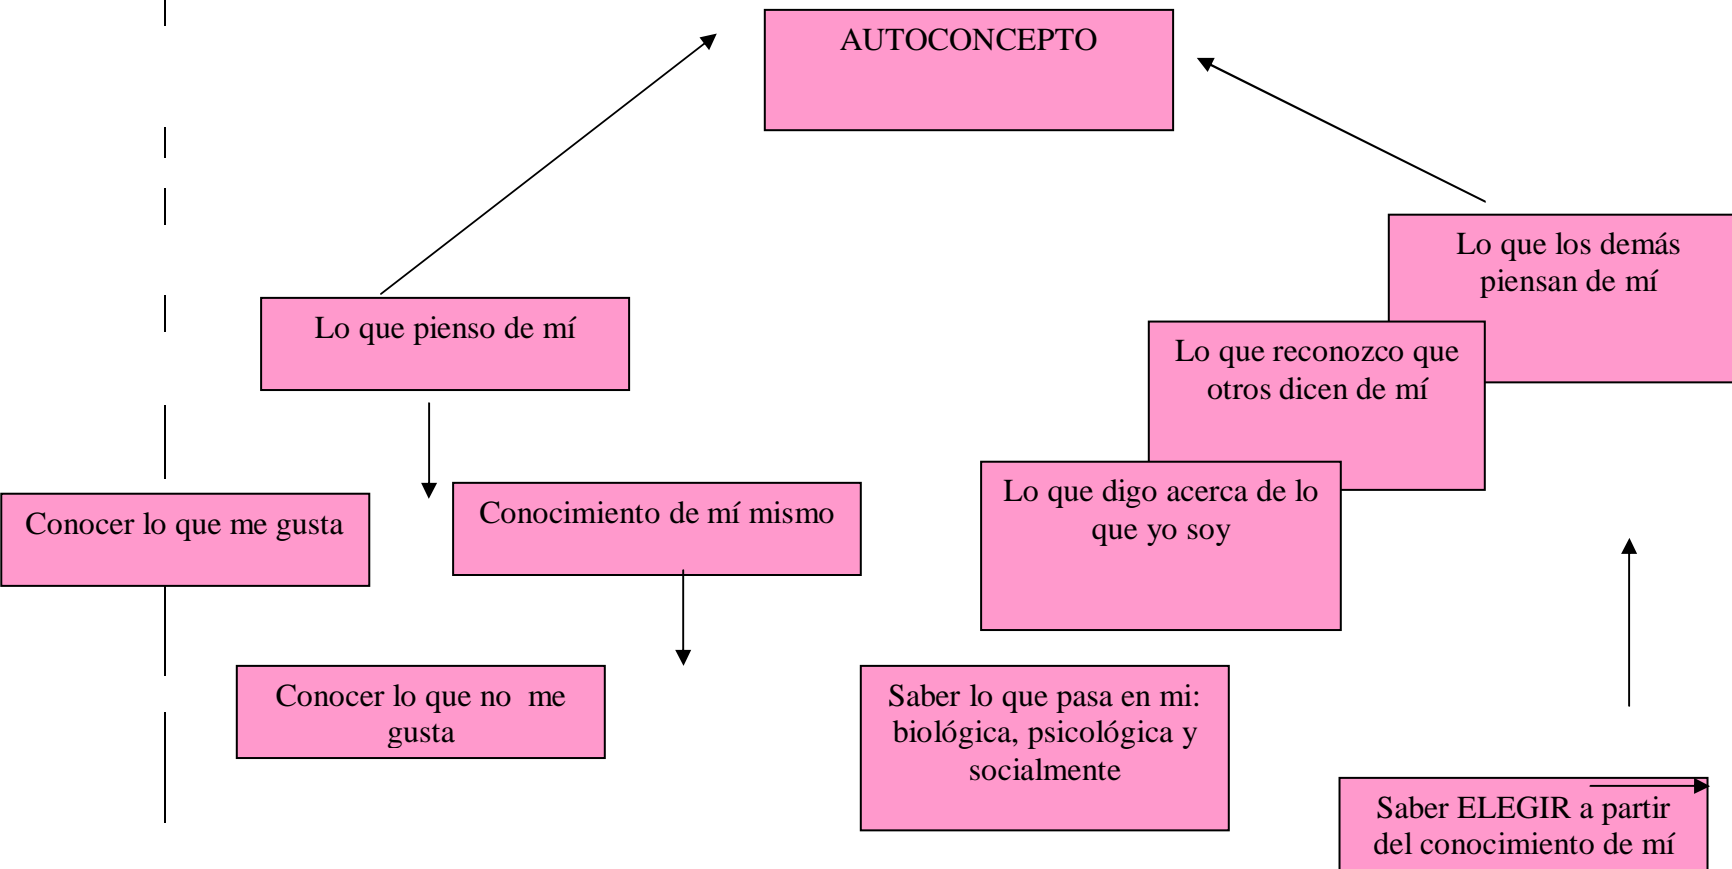 AUTOCONCEPTO
Lo que los demás
piensan de mí
Lo que pienso de mí
Lo que reconozco que
otros dicen de mí
Conocer lo que me gusta
Conocimiento de mí mismo
Lo que digo acerca de lo
que yo soy
Conocer lo que no  me
gusta
Saber lo que pasa en mi:
biológica, psicológica y
socialmente
Saber ELEGIR a partir
del conocimiento de mí